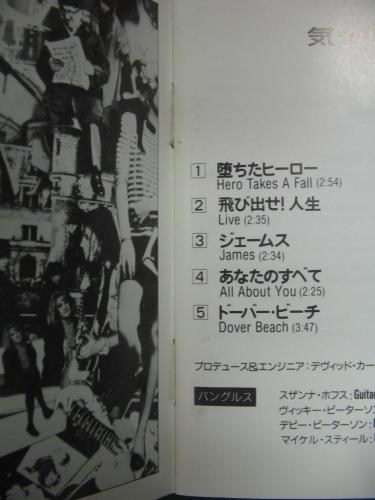 気
1 堕ちたヒーロー
Hero Takes A Fall (2:54)
2 飛び出せ! 人生
Live (2:35)
3 ジェームス
James (2:34)
4 あなたのすべて
All About You (2:25)
5 ドーバー・ビーチ
Dover Beach (3:47)
プロデュース&エンジニア:デヴィッド・カー
バングルス
スザンナ・ホフス:Guitar
ヴィッキー・ピーターソン
デビー・ピーターソン:
マイケル・スティール: